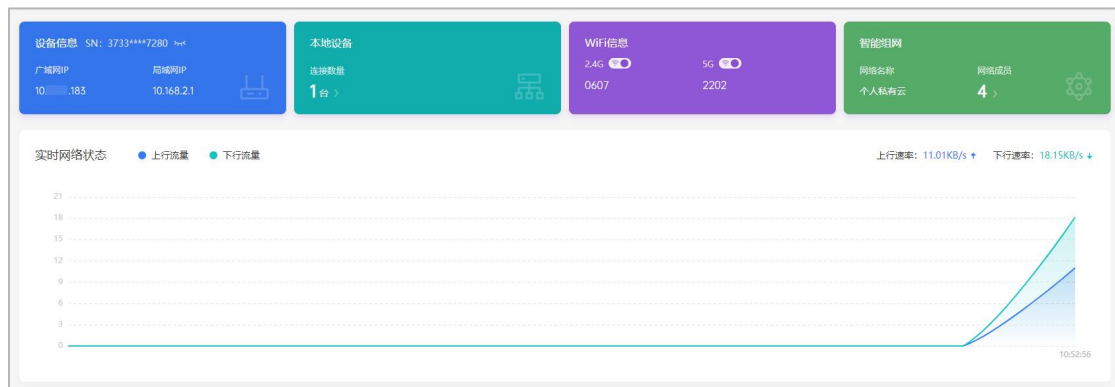 设备信息 SN: 3733****7280
广域网IP 局域网IP
10. .183 10.168.2.1
本地设备
连接数量
1台 >
WiFi信息
2.4G 5G
0607 2202
智能组网
网络名称 网络成员
个人私有云 4 >
实时网络状态 上行流量 下行流量
上行速率: 11.01KB/s ↑ 下行速率: 18.15KB/s ↓
21
18
15
12
9
6
3
0
10:52:56